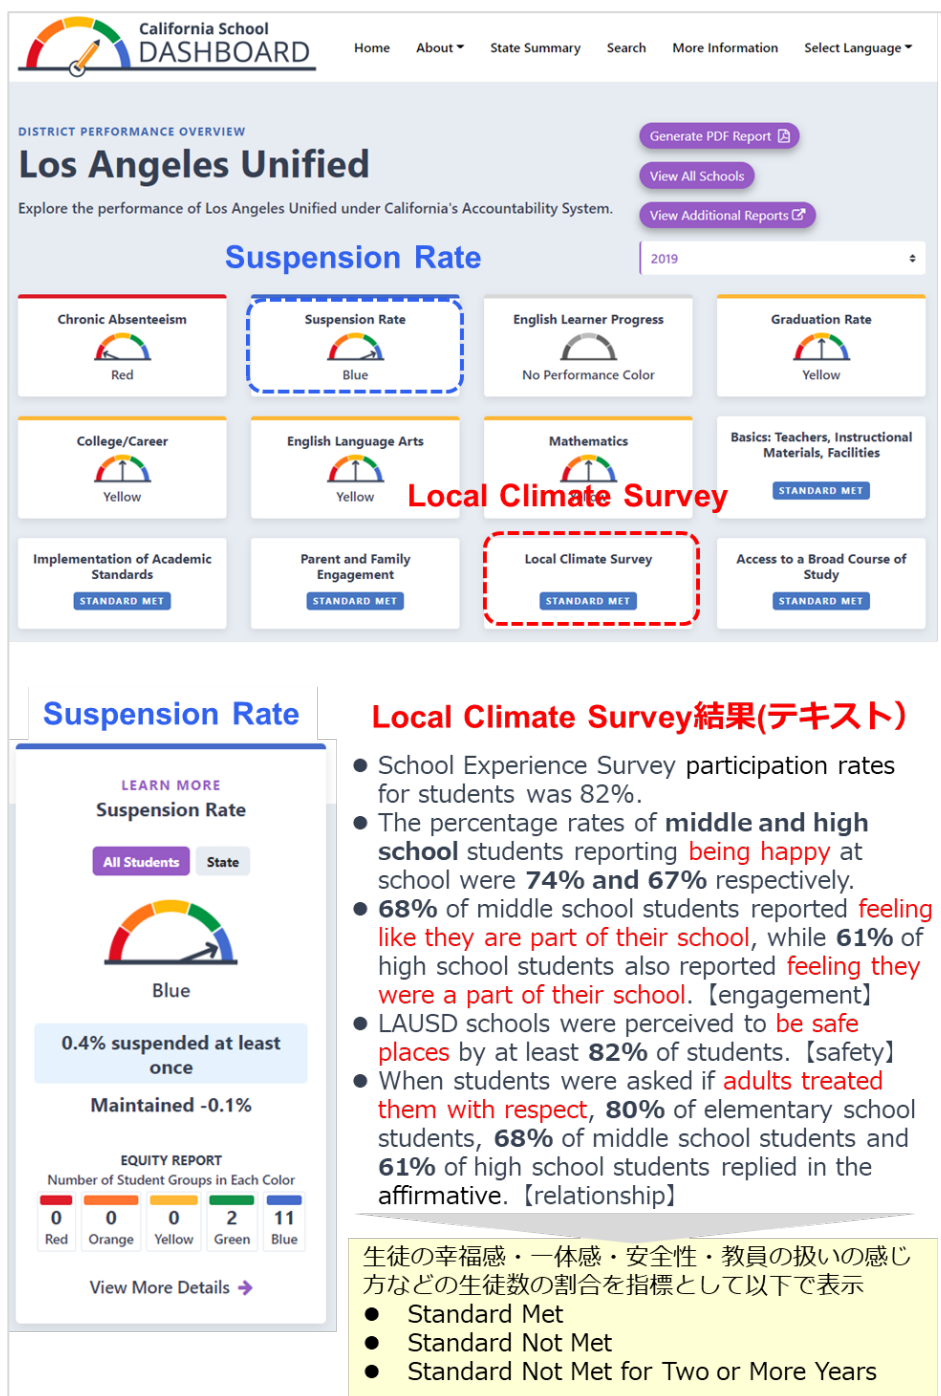 California School
DASHBOARD
Home About State Summary Search More Information Select Language
DISTRICT PERFORMANCE OVERVIEW
Los Angeles Unified
Explore the performance of Los Angeles Unified under California's Accountability System.
Generate PDF Report
View All Schools
View Additional Reports
2019
Suspension Rate
Chronic Absenteeism
Red
Suspension Rate
Blue
English Learner Progress
No Performance Color
Graduation Rate
Yellow
College/Career
Yellow
English Language Arts
Yellow
Mathematics
Yellow
Local Climate Survey
Basics: Teachers, Instructional
Materials, Facilities
STANDARD MET
Implementation of Academic
Standards
STANDARD MET
Parent and Family
Engagement
STANDARD MET
Local Climate Survey
STANDARD MET
Access to a Broad Course of
Study
STANDARD MET
Suspension Rate
LEARN MORE
Suspension Rate
All Students State
Blue
0.4% suspended at least
once
Maintained -0.1%
EQUITY REPORT
Number of Student Groups in Each Color
0 0 0 2 11
Red Orange Yellow Green Blue
View More Details →
Local Climate Survey結果(テキスト）
● School Experience Survey participation rates
for students was 82%.
● The percentage rates of middle and high
school students reporting being happy at
school were 74% and 67% respectively.
● 68% of middle school students reported feeling
like they are part of their school, while 61% of
high school students also reported feeling they
were a part of their school.【engagement】
● LAUSD schools were perceived to be safe
places by at least 82% of students.【safety】
● When students were asked if adults treated
them with respect, 80% of elementary school
students, 68% of middle school students and
61% of high school students replied in the
affirmative.【relationship】
生徒の幸福感・一体感・安全性・教員の扱いの感じ
方などの生徒数の割合を指標として以下で表示
● Standard Met
● Standard Not Met
● Standard Not Met for Two or More Years